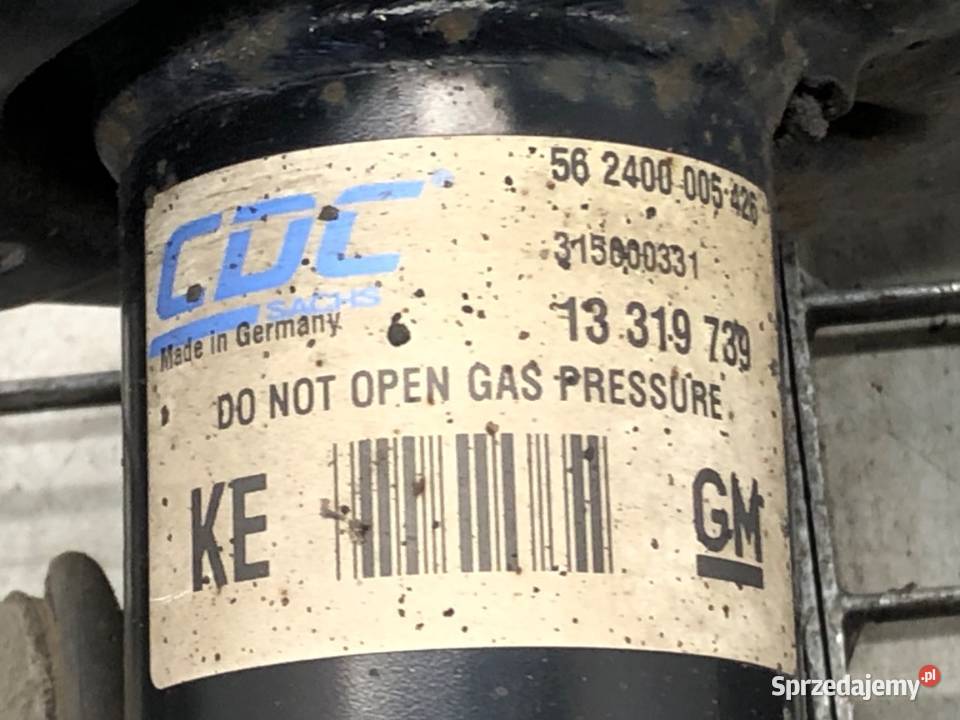 56 2400 005 426
CDC
315000331
SACHS
13 319 739
Made in Germany
DO NOT OPEN GAS PRESSURE
KE
GM
Sprzedajemy.pl